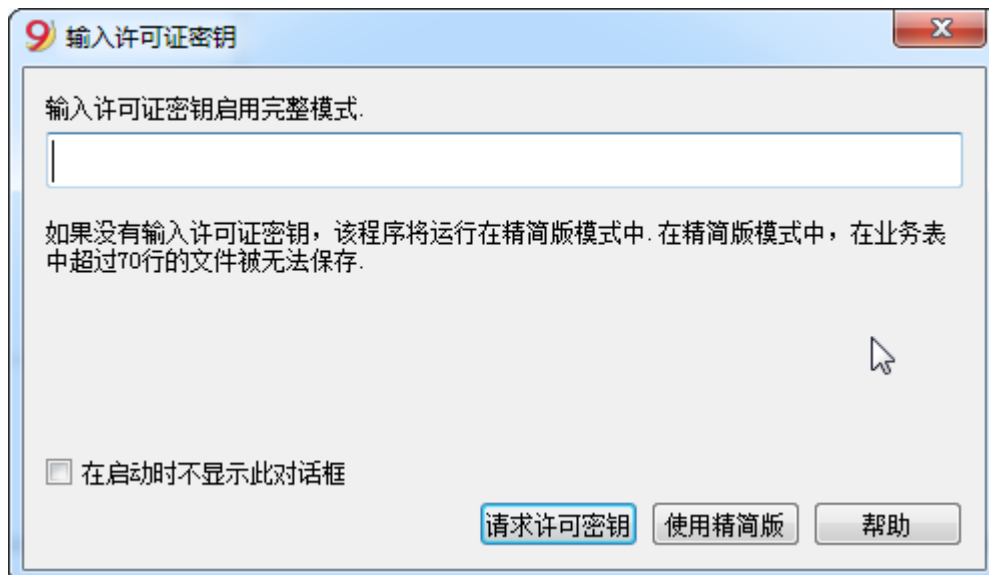 9 输入许可证密钥
输入许可证密钥启用完整模式.
如果没有输入许可证密钥，该程序将运行在精简版模式中.在精简版模式中，在业务表
中超过70行的文件被无法保存.
在启动时不显示此对话框
请求许可密钥 使用精简版 帮助